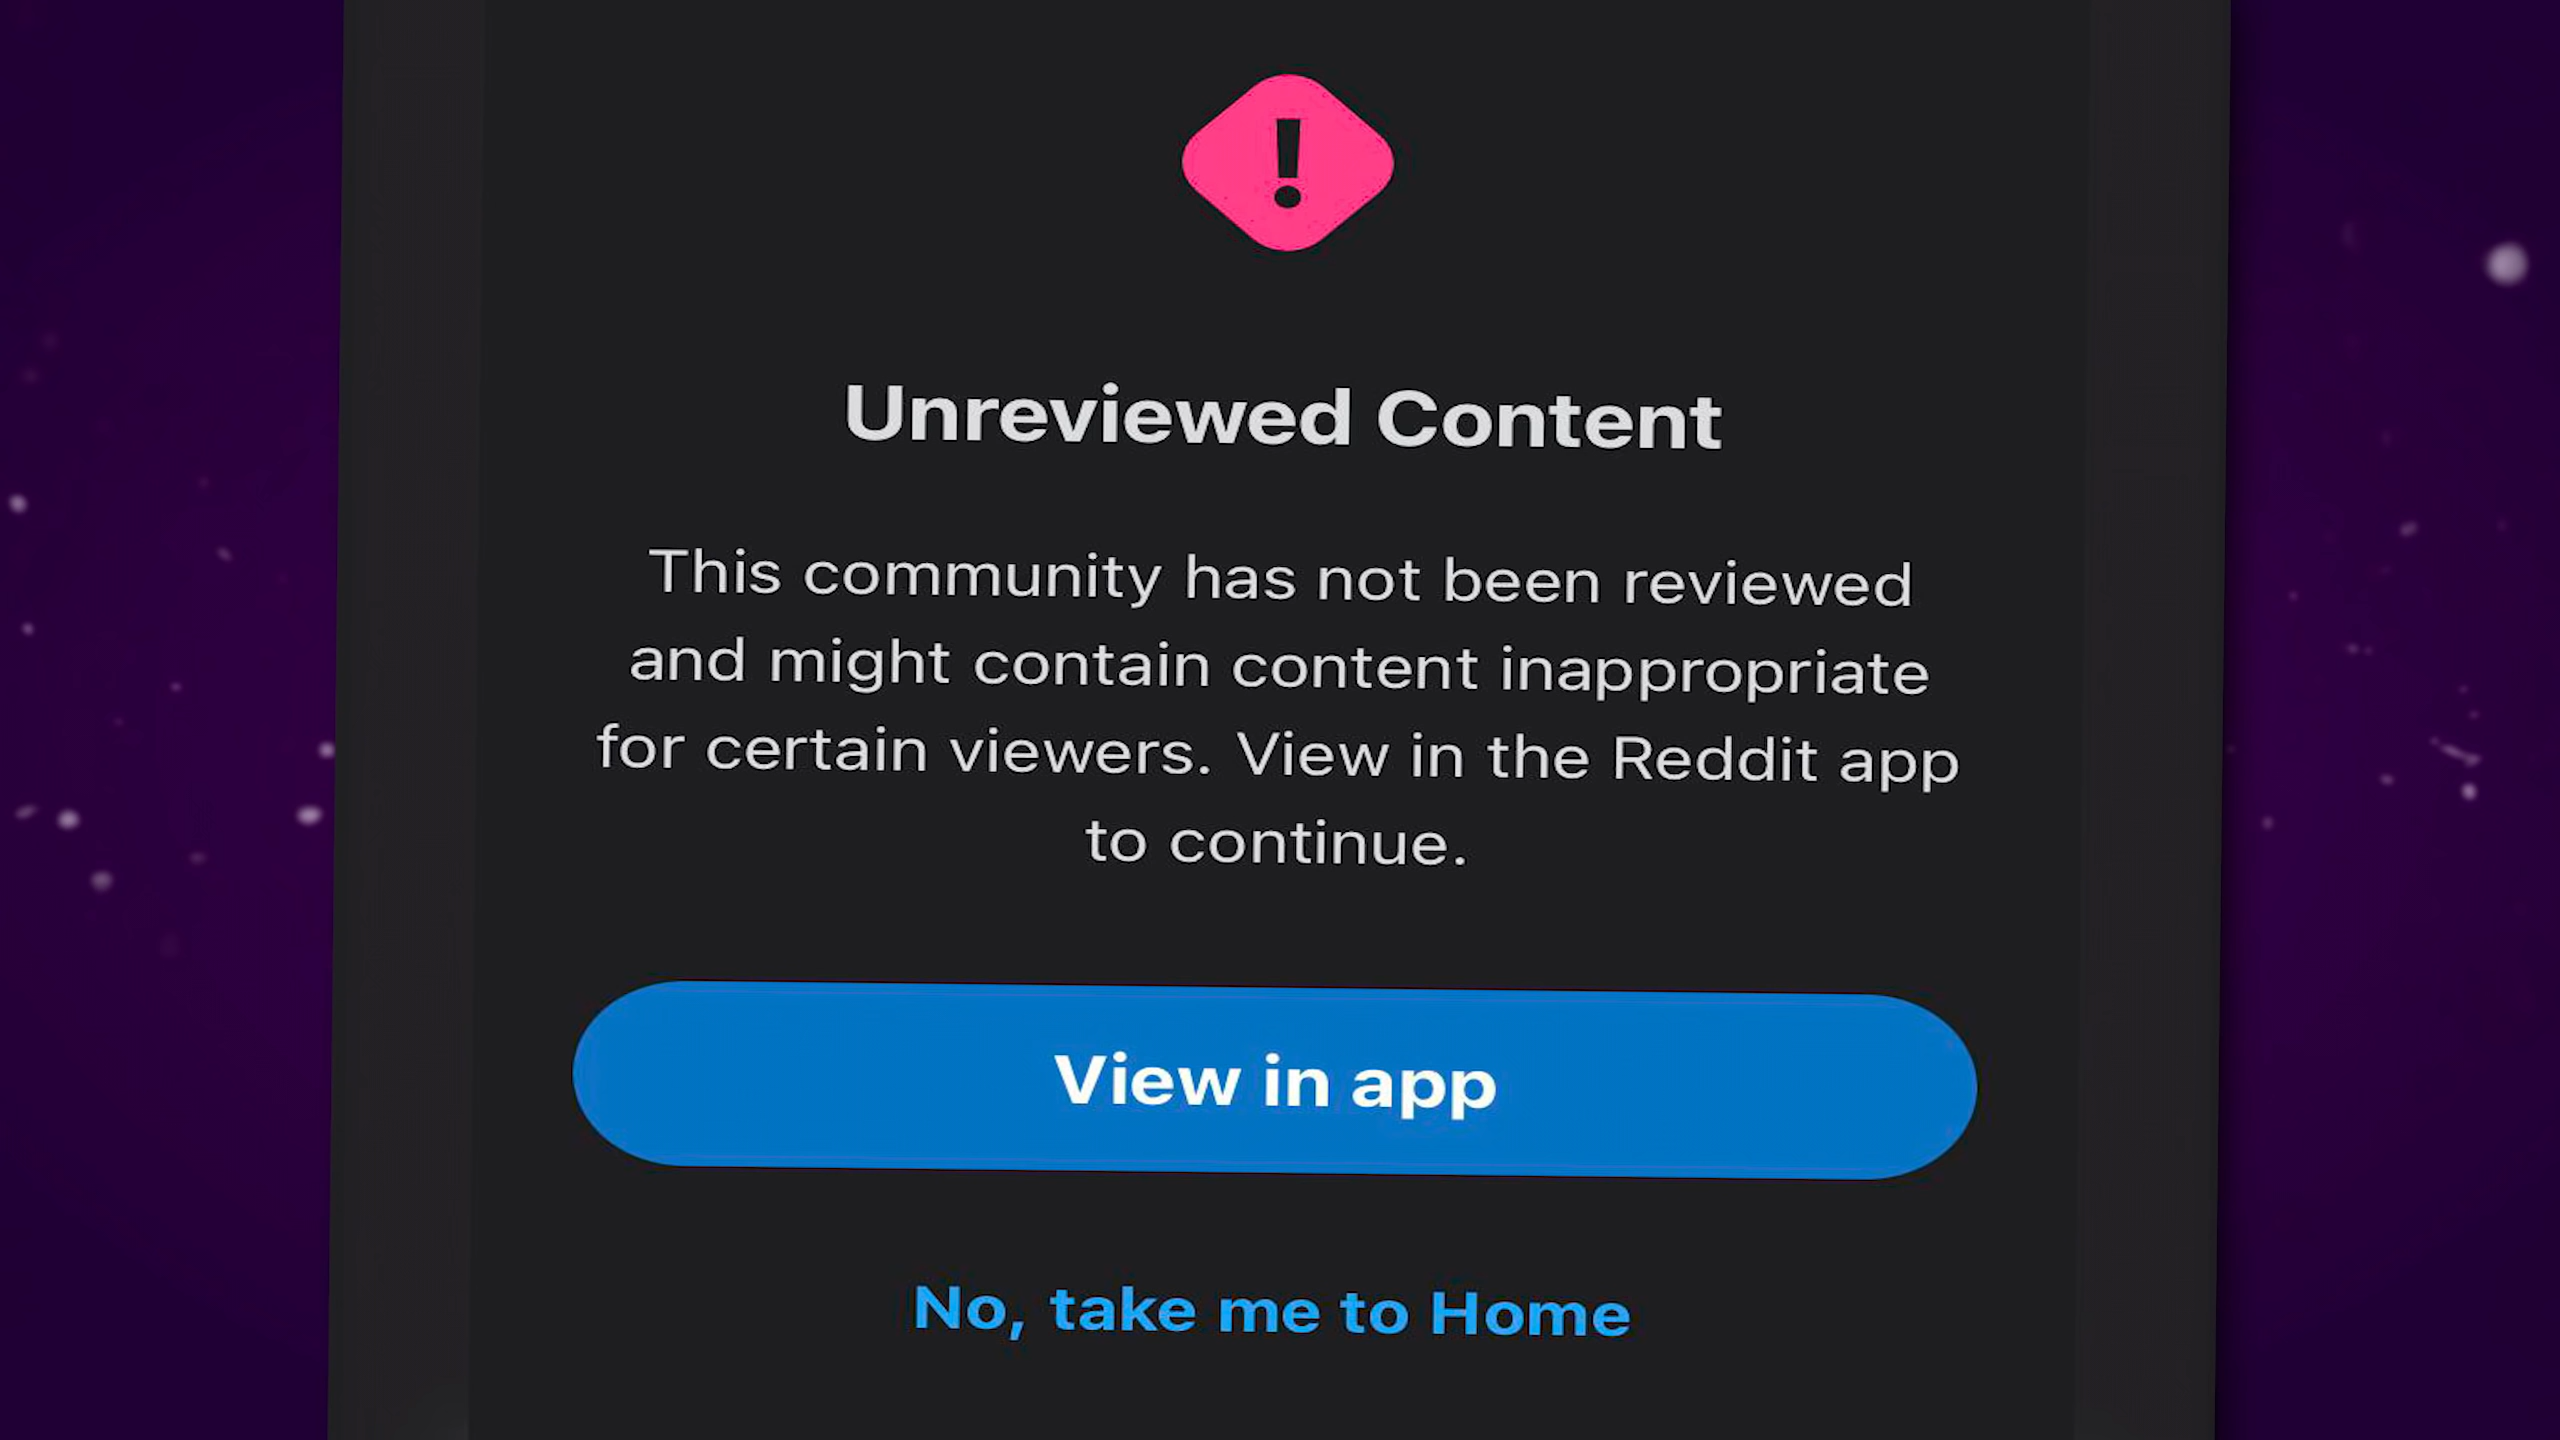 !
Unreviewed Content
This community has not been reviewed
and might contain content inappropriate
for certain viewers. View in the Reddit app
to continue.
View in app
No, take me to Home